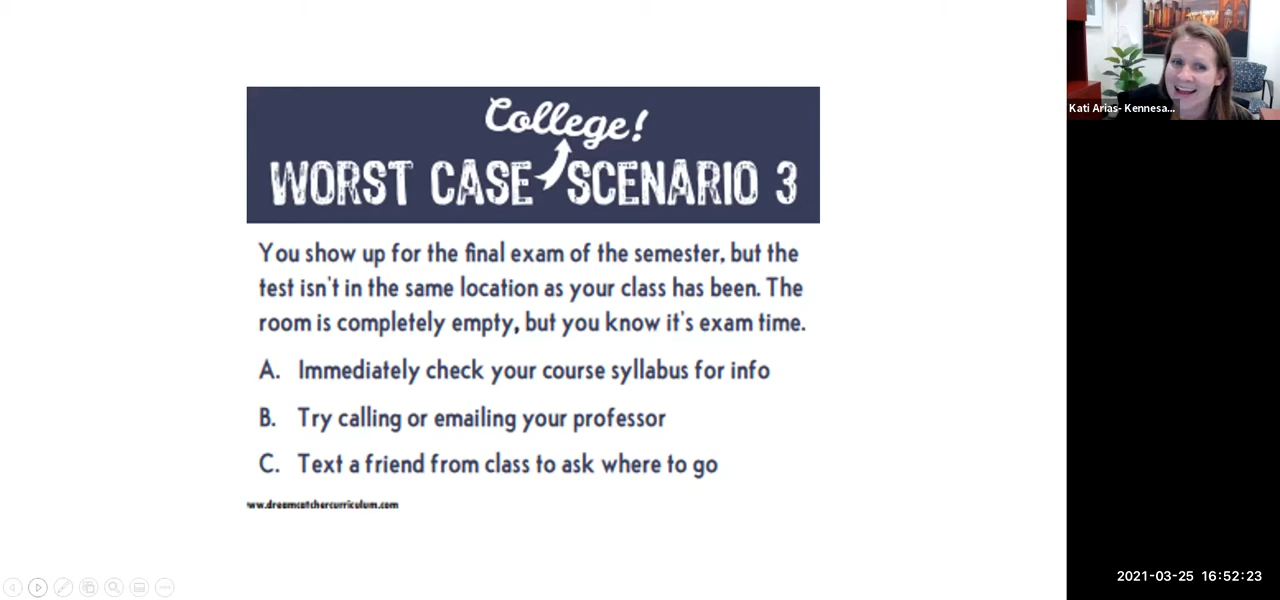 College!
WORST CASE SCENARIO 3
You show up for the final exam of the semester, but the
test isn't in the same location as your class has been. The
room is completely empty, but you know it's exam time.
A. Immediately check your course syllabus for info
B. Try calling or emailing your professor
C. Text a friend from class to ask where to go
ww.dreamcatchercurriculum.com
Kati Arias- Kennesa...
2021-03-25 16:52:23